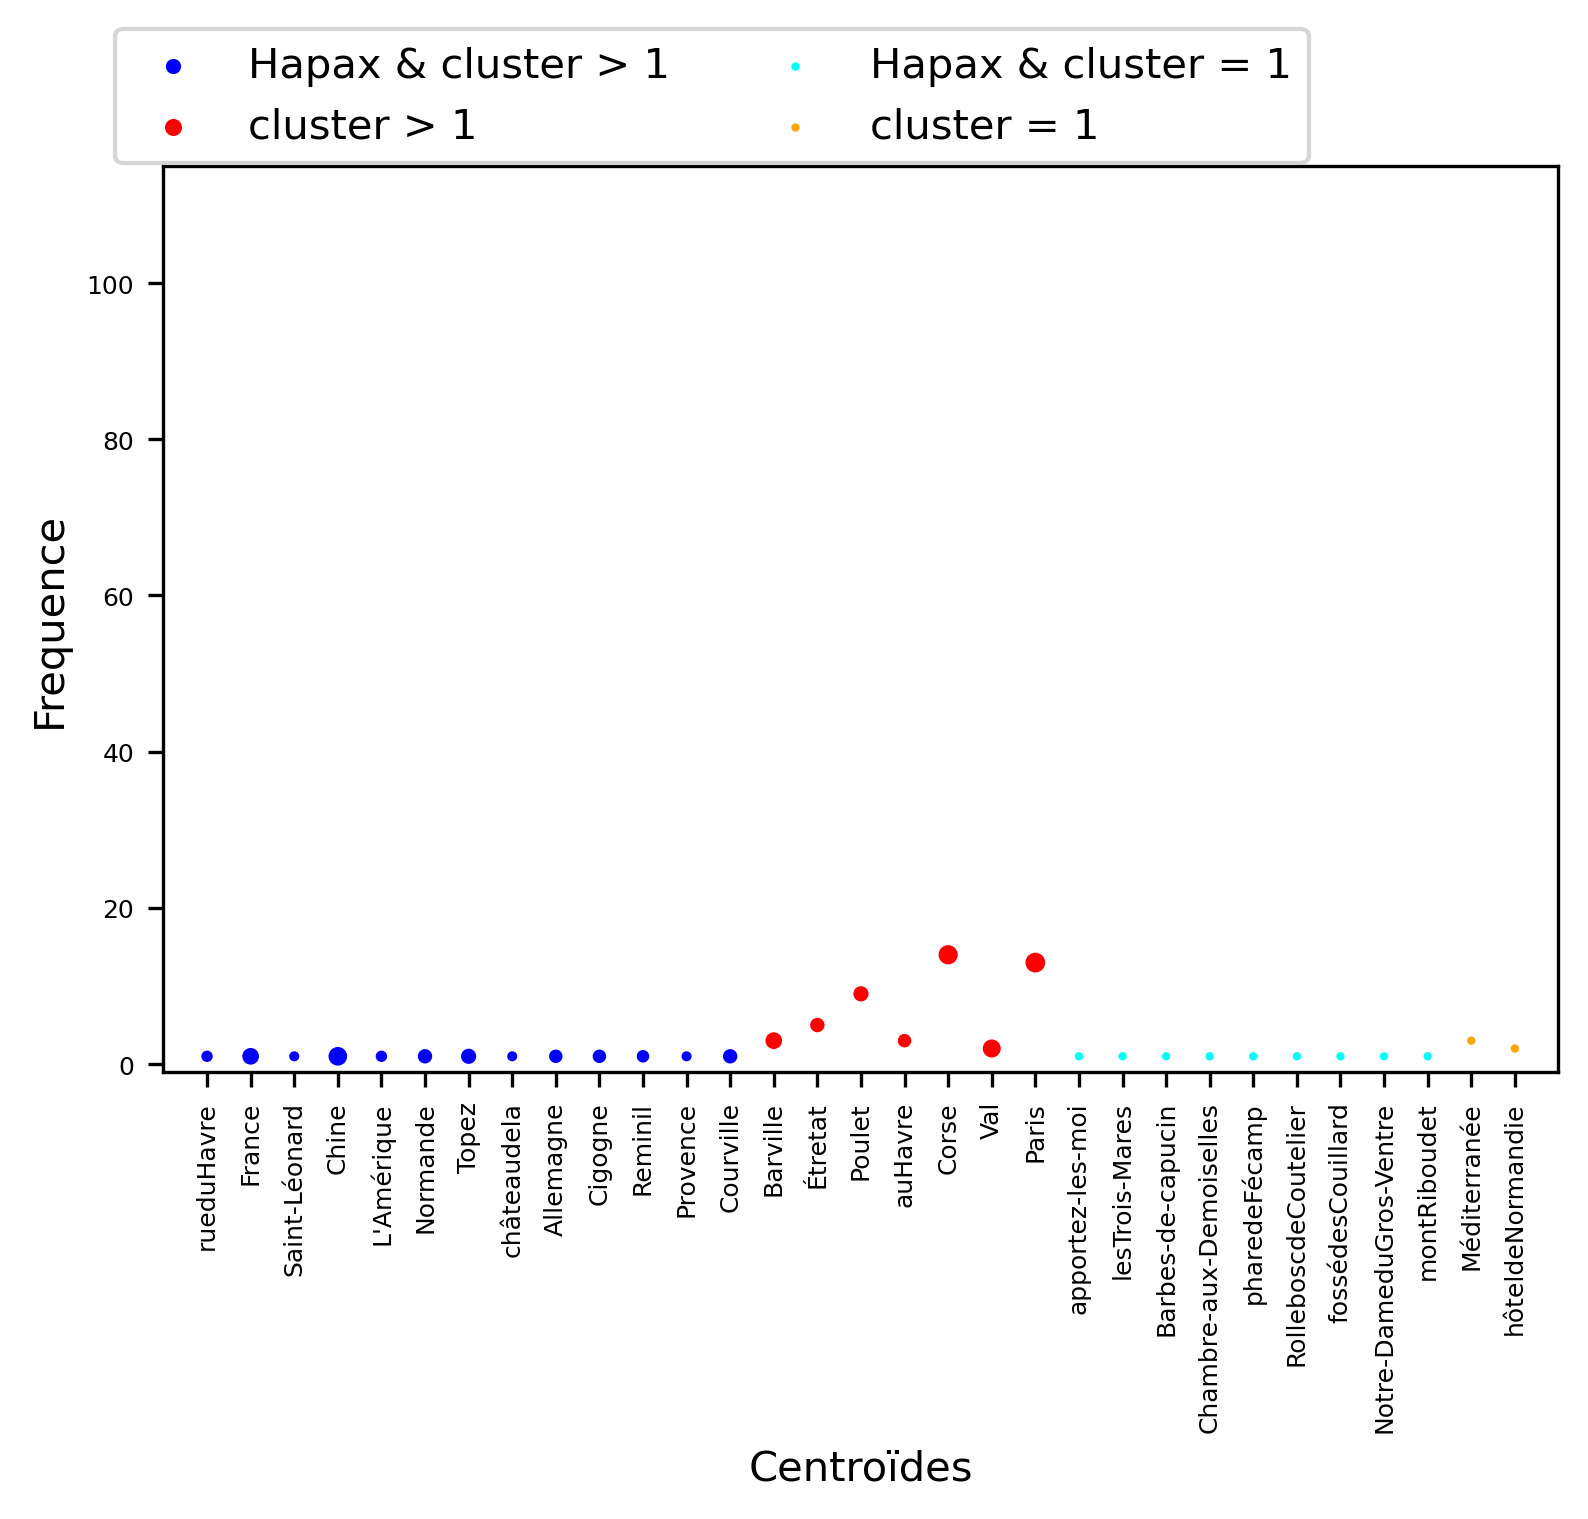 Hapax & cluster > 1
cluster > 1
Hapax & cluster = 1
cluster = 1
Frequence
100
80
60
40
20
0
rueduHavre
France
Saint-Léonard
Chine
L'Amérique
Normande
Topez
châteaudela
Allemagne
Cigogne
Reminil
Provence
Courville
Barville
Étretat
Poulet
auHavre
Corse
Val
Paris
apportez-les-moi
lesTrois-Mares
Barbes-de-capucin
Chambre-aux-Demoiselles
pharedeFécamp
RolleboscdeCoutelier
fossédesCouillard
Notre-DameduGros-Ventre
montRiboudet
Méditerranée
hôteldeNormandie
Centroïdes